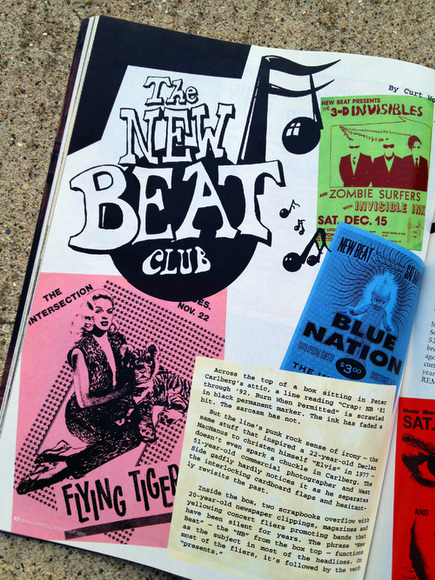 The
NEW
BEAT
CLUB
By Curt
NEW BEAT PRESENTS
THE 3-D INVISIBLES
AND ZOMBIE SURFERS
AND INVISIBLE INK
SAT. DEC. 15
NEW BEAT
BLUE
NATION
$3.00
THE INTERSECTION
TUES.
NOV. 22
FLYING TIGER
Across the top of a box sitting in Peter
Carlberg's attic, a line reading "Crap: NB '81
through '92. Burn When Permitted" is scrawled
in black permanent marker. The ink has faded a
bit. The sarcasm has not.
But the line's punk rock sense of irony – the
same stuff that inspired a 22-year-old Declan
MacManus to christen himself "Elvis" in 1977 –
doesn't even spark a chuckle in Carlberg. The
51-year-old commercial photographer and West
Side badly notices it as he separates
the interlocking cardboard flaps and hesitant-
ly revisits the past.
Inside the box, two scrapbooks overflow with
20-year-old newspaper clippings, magazines and
yellowing concert fliers promoting bands that
have been silent for years. The phrase "New
Beat" – the "NB" from the box top – functions
as the subject in most of the headlines. On
most of the fliers, it's followed by the verb
"presents,"
SAT.